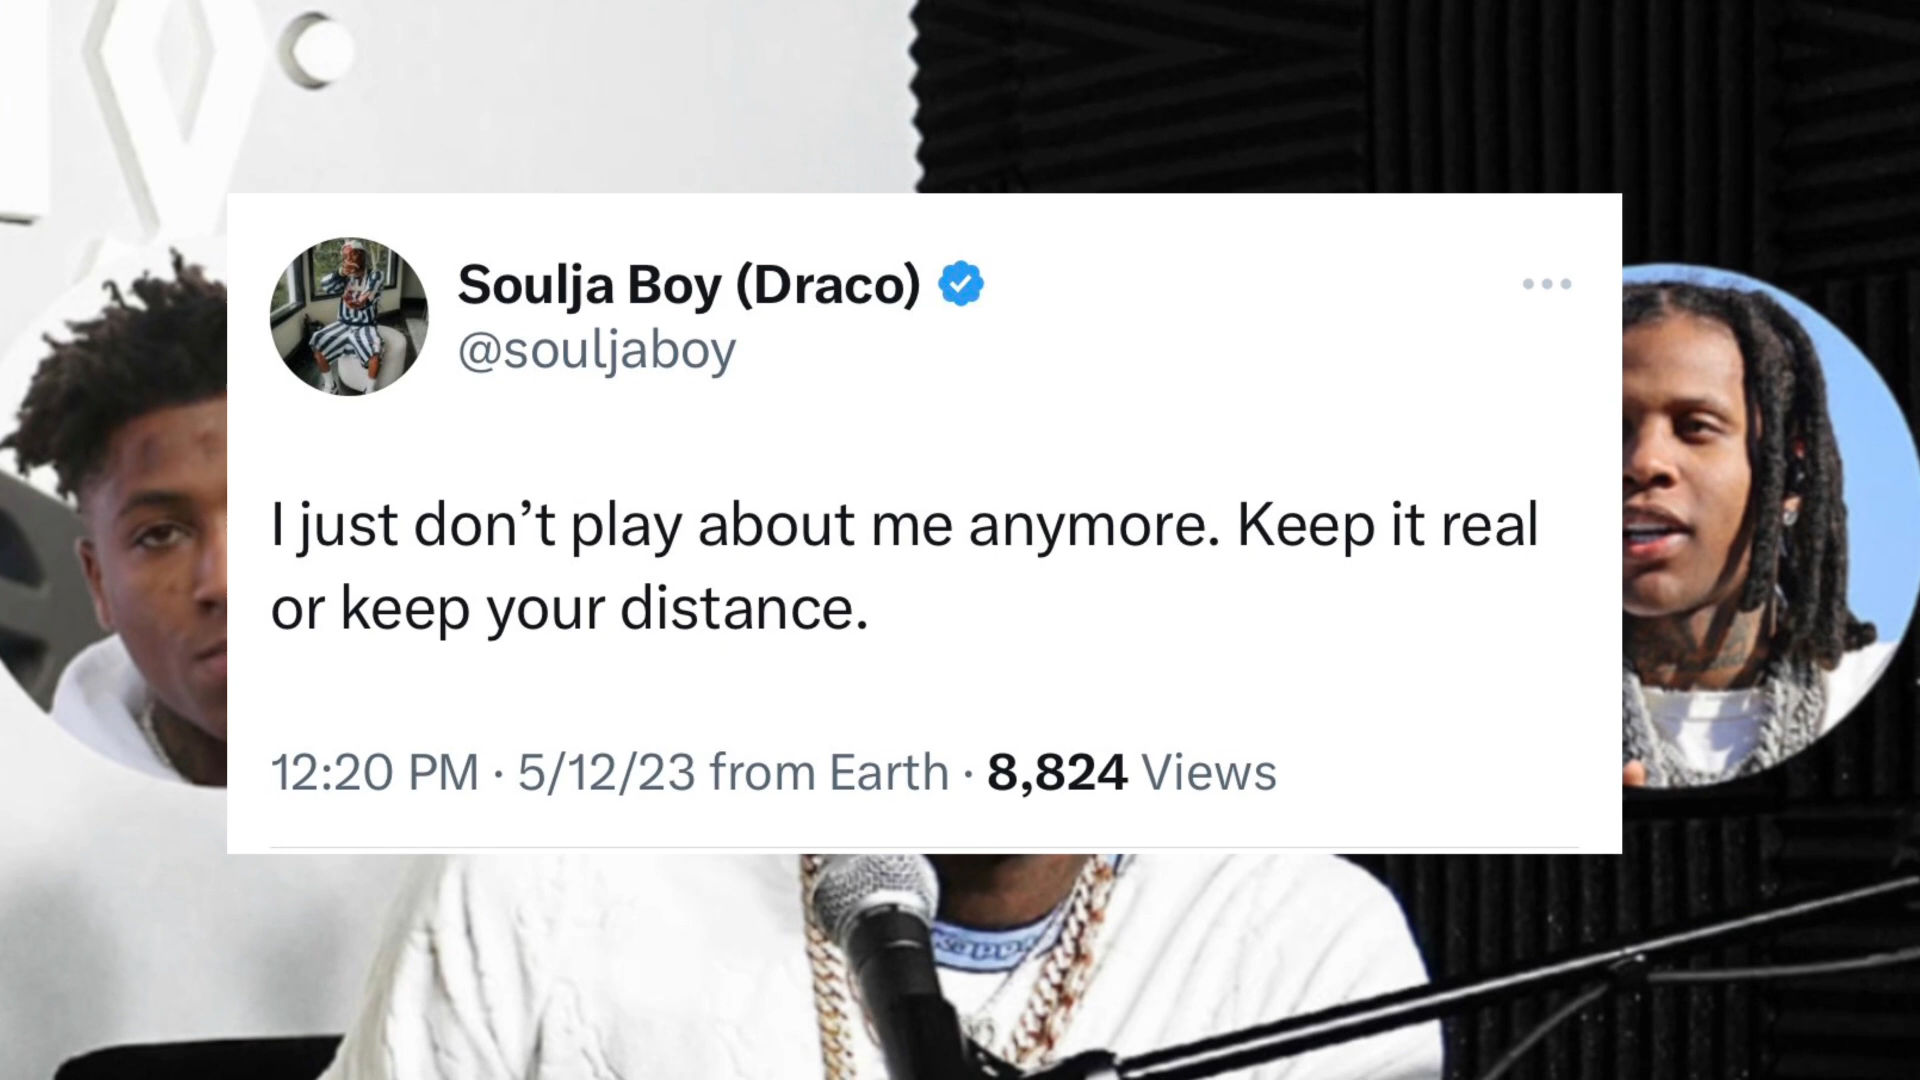 Soulja Boy (Draco)
@souljaboy
I just don’t play about me anymore. Keep it real
or keep your distance.
12:20 PM · 5/12/23 from Earth · 8,824 Views